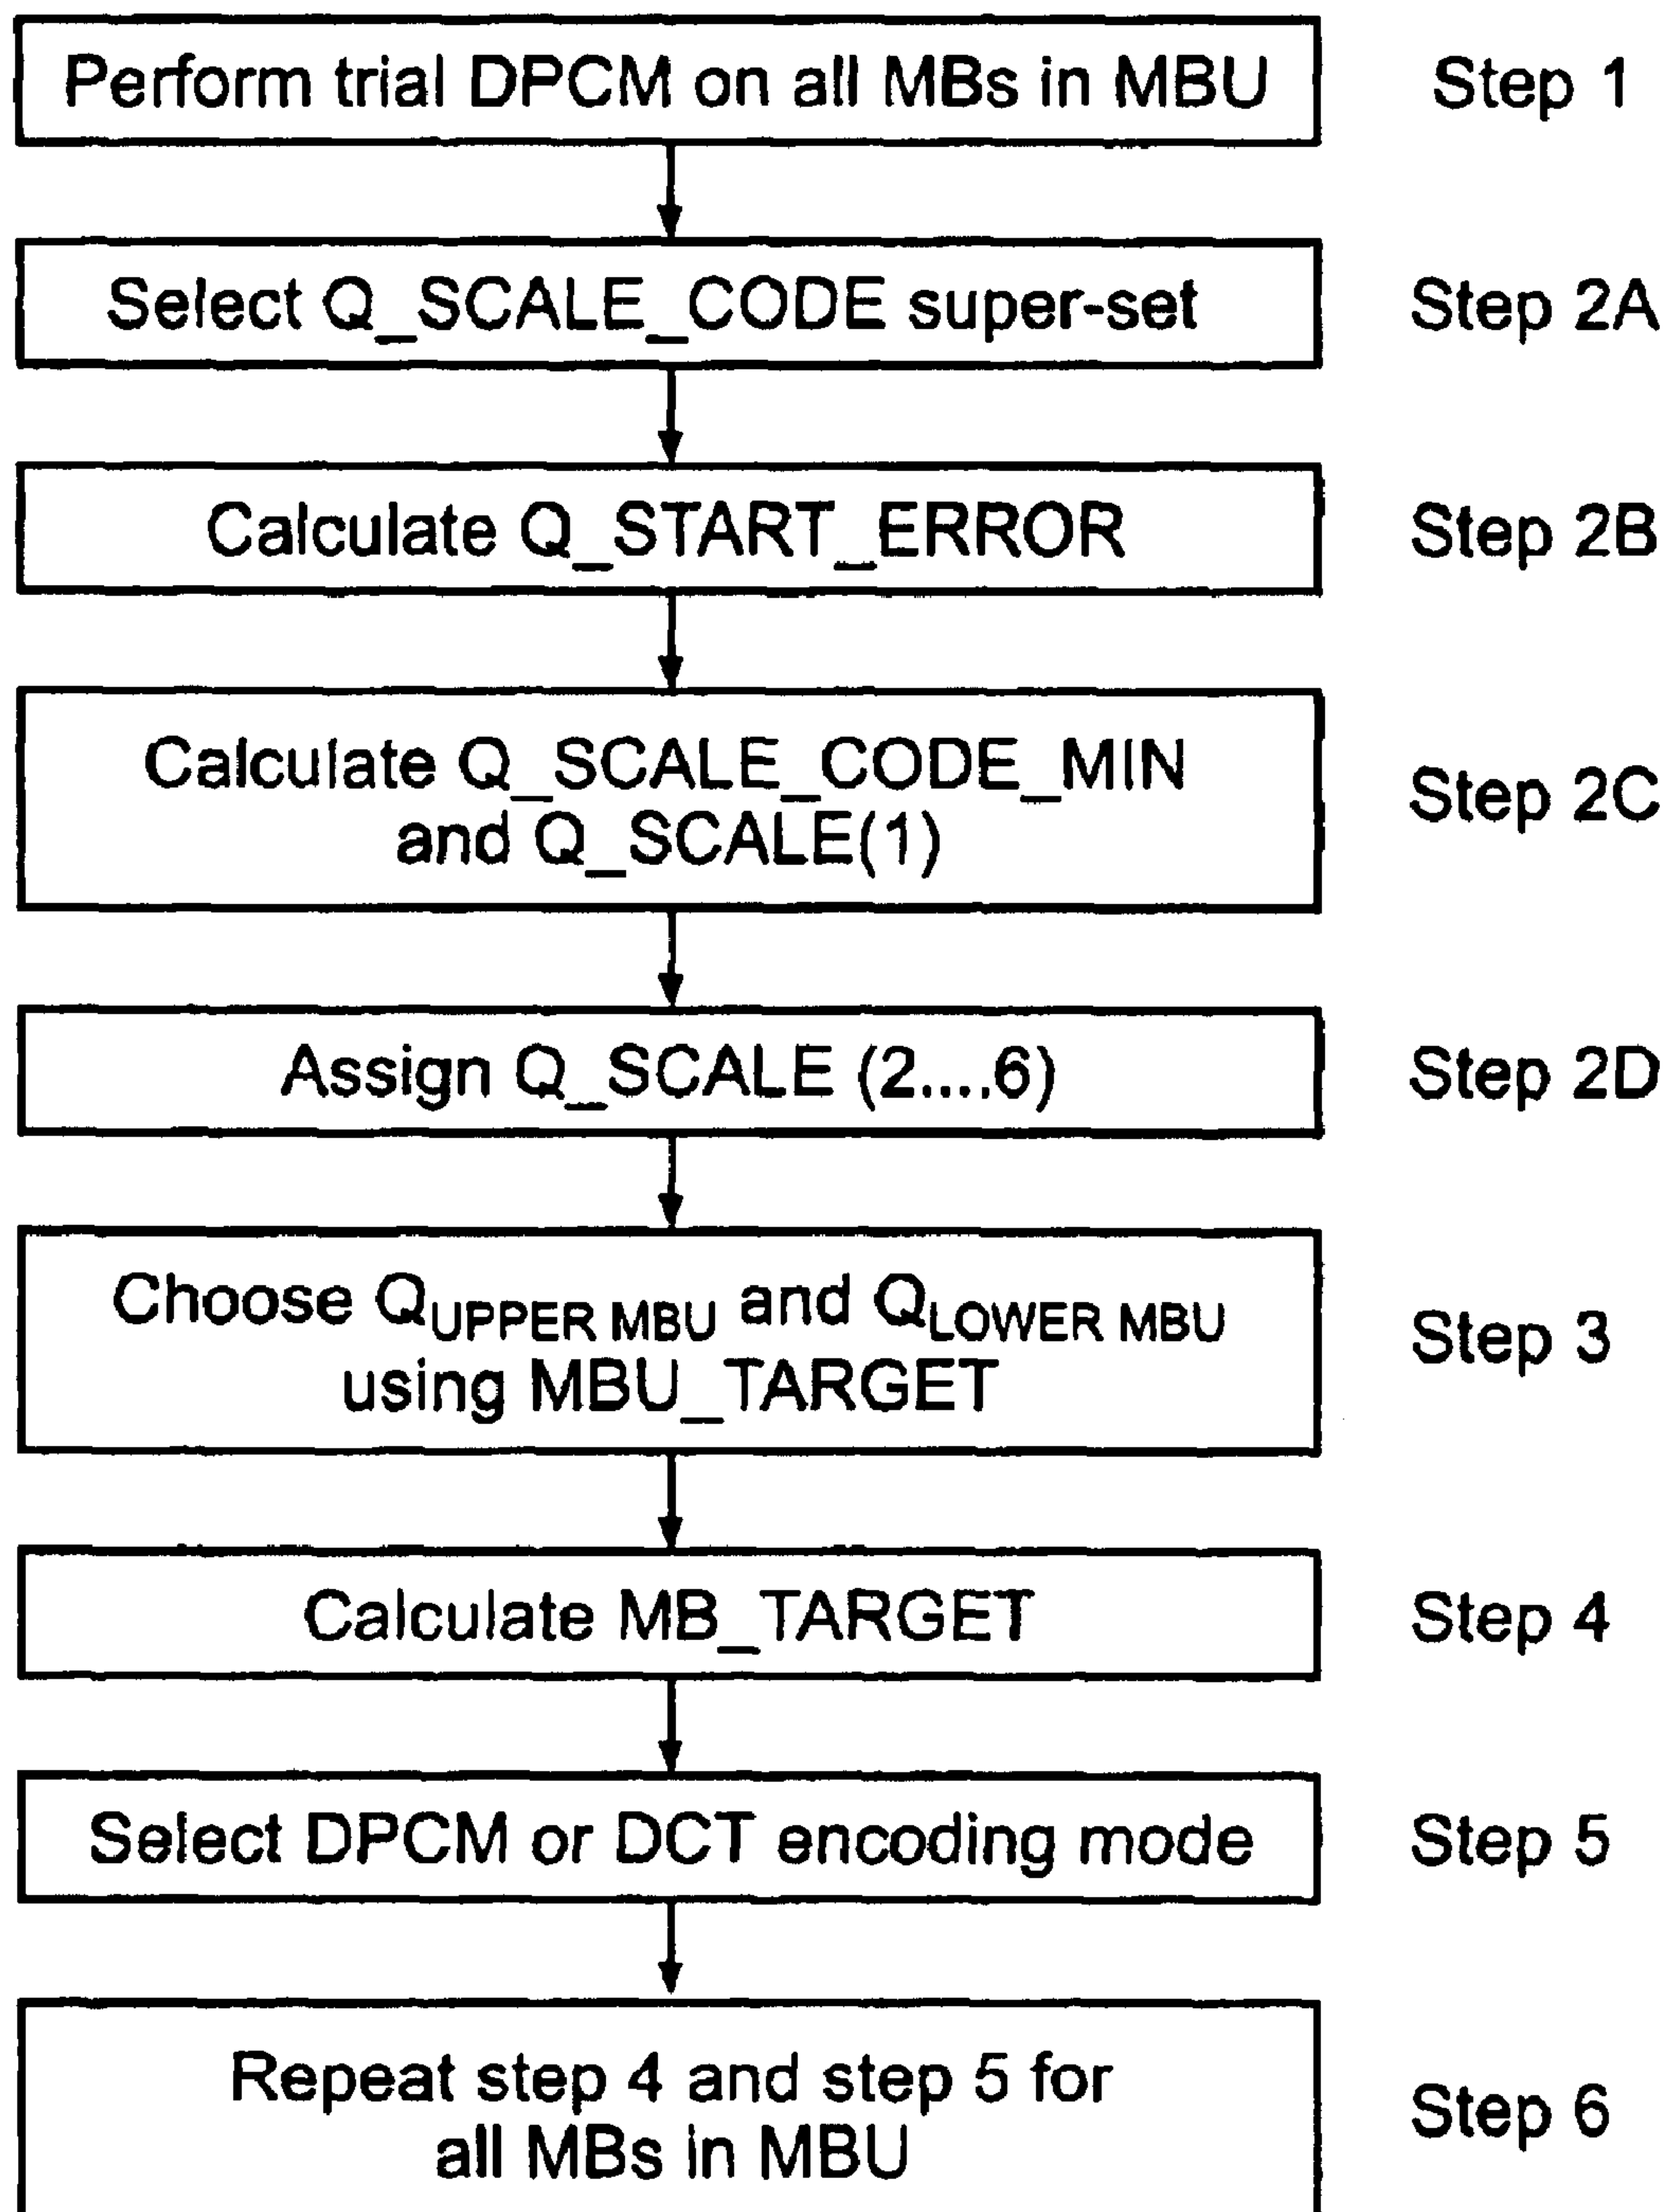 Perform trial DPCM on all MBs in MBU
Step 1
Select Q_SCALE_CODE super-set
Step 2A
Calculate Q_START_ERROR
Step 2B
Calculate Q_SCALE_CODE_MIN
and Q_SCALE(1)
Step 2C
Assign Q_SCALE (2....6)
Step 2D
Choose QUPPER MBU and QLOWER MBU
using MBU_TARGET
Step 3
Calculate MB_TARGET
Step 4
Select DPCM or DCT encoding mode
Step 5
Repeat step 4 and step 5 for
all MBs in MBU
Step 6